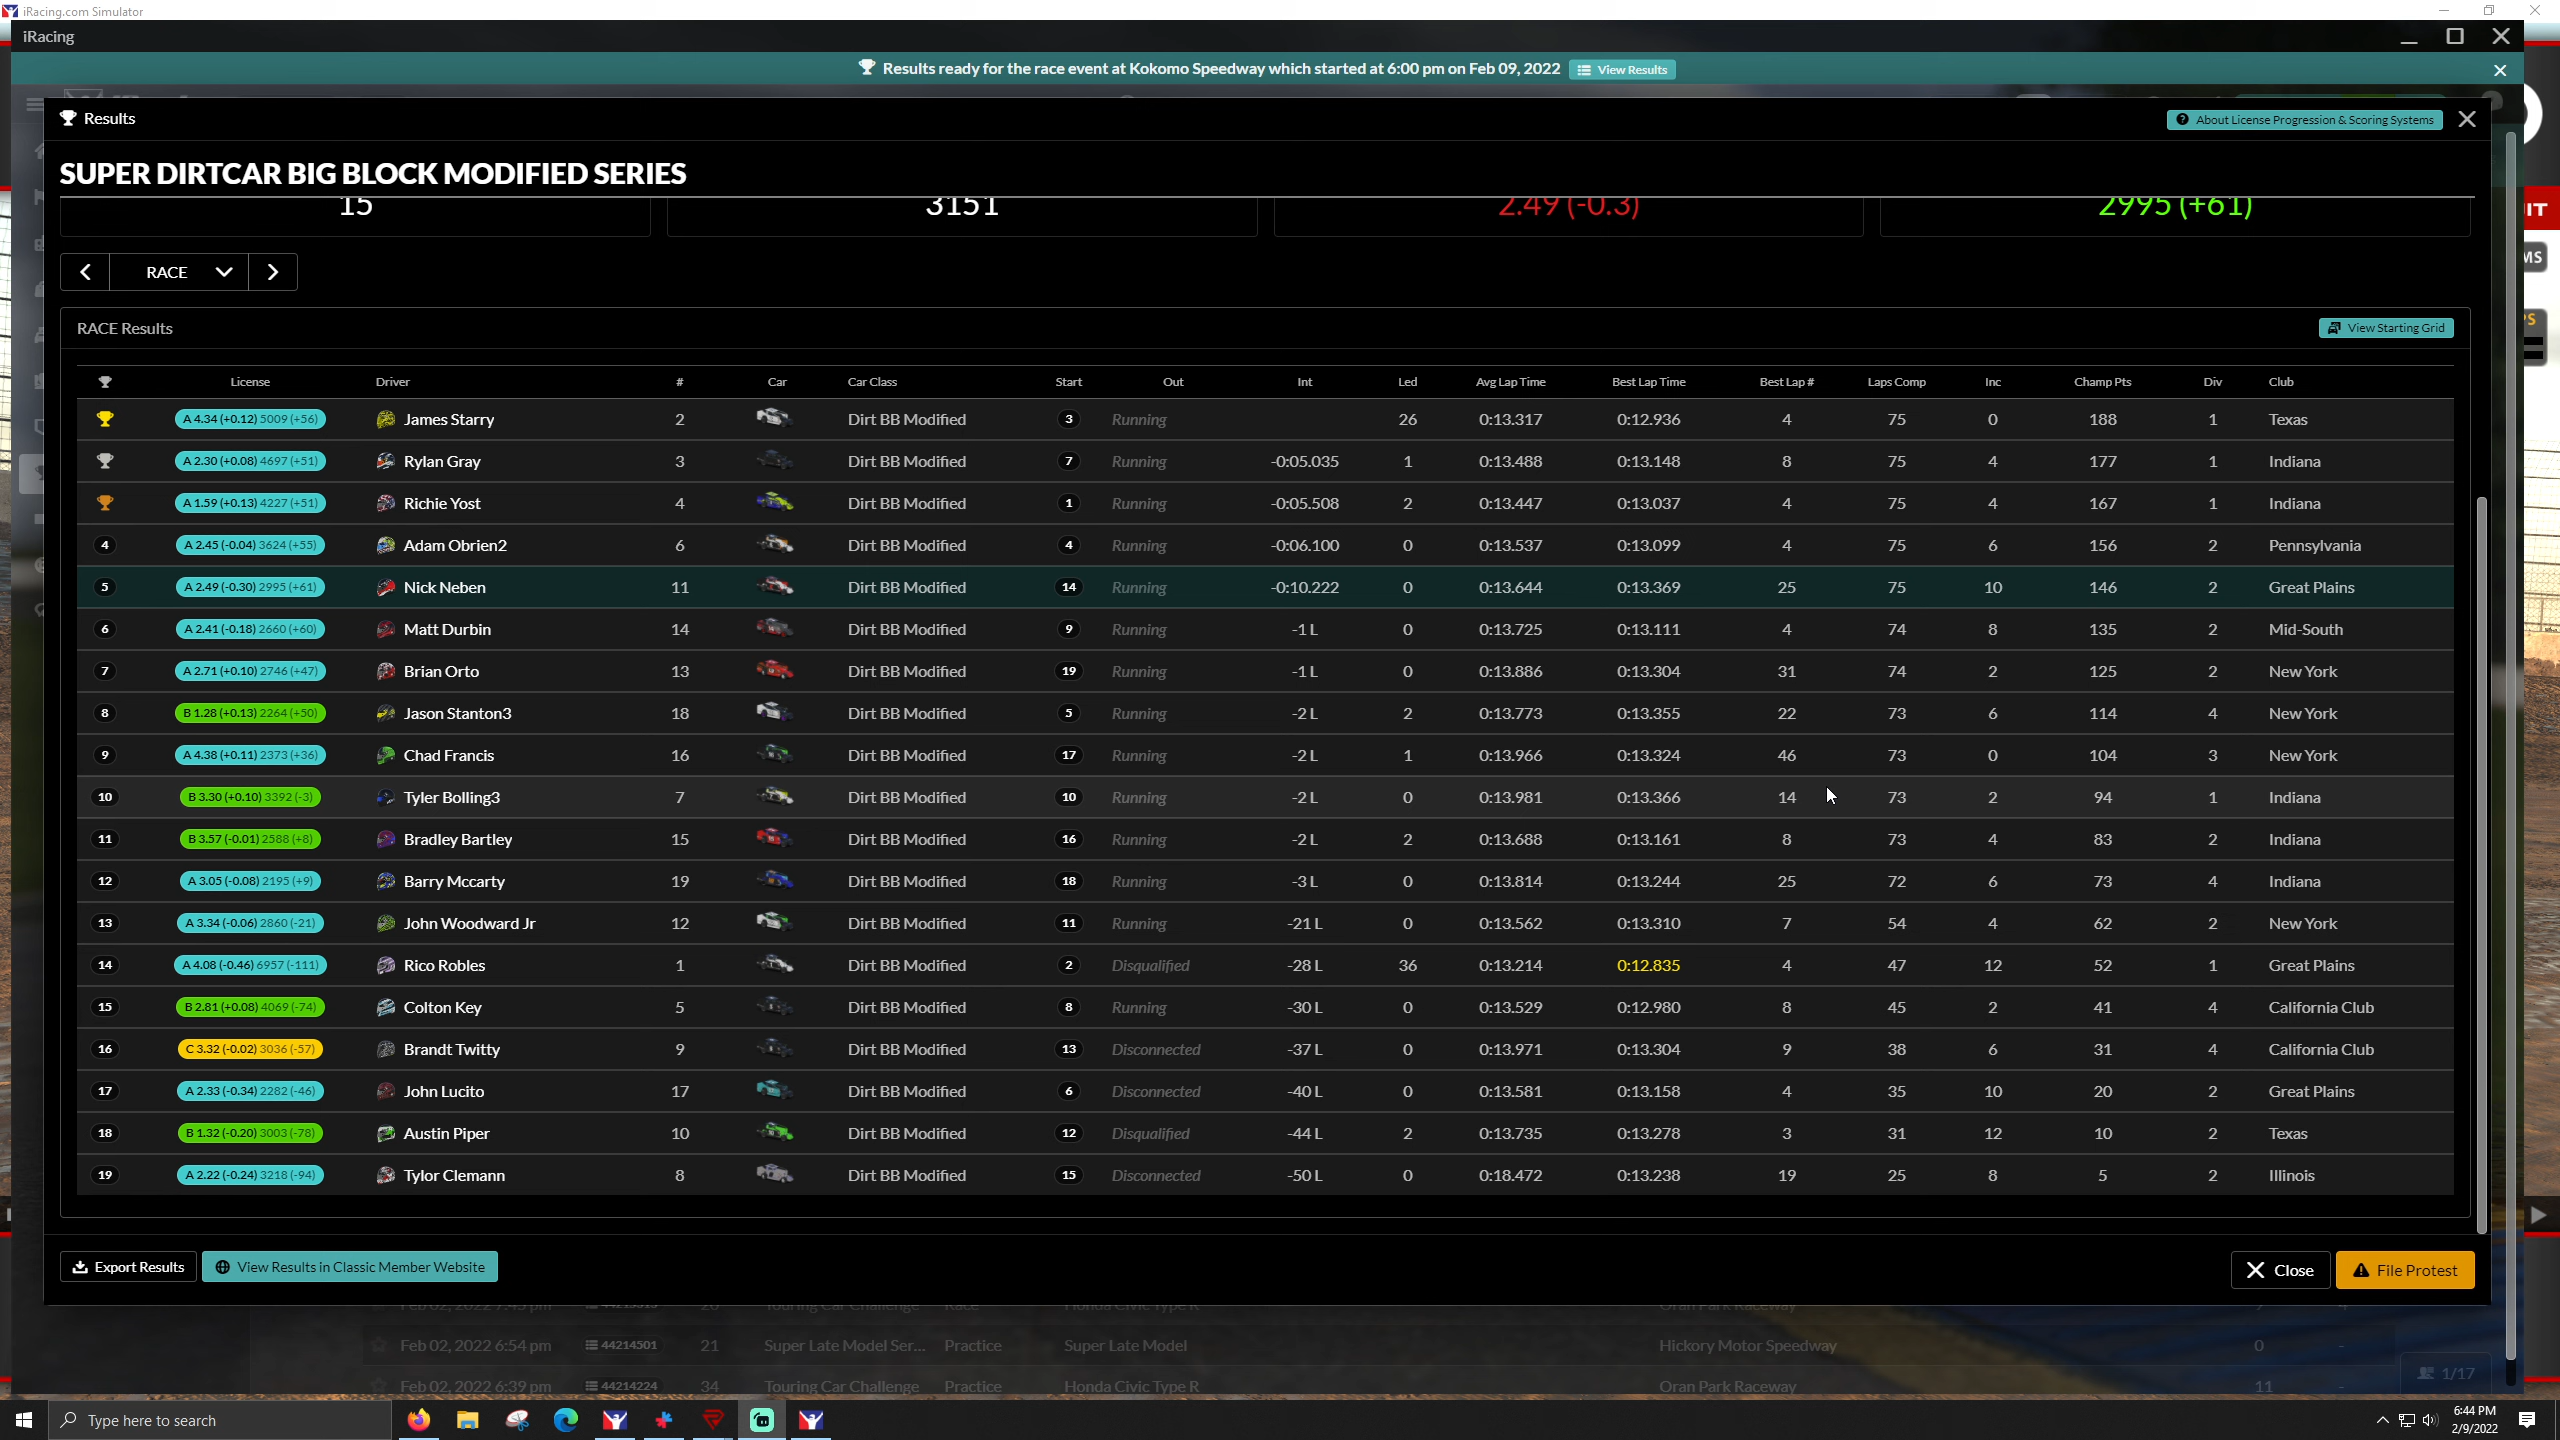 iRacing.com Simulator
iRacing
Results ready for the race event at Kokomo Speedway which started at 6:00 pm on Feb 09, 2022 View Results
Results About License Progression & Scoring Systems
SUPER DIRTCAR BIG BLOCK MODIFIED SERIES
15 3151 2.49 (-0.3) 2995 (+61)
RACE
RACE Results View Starting Grid
License Driver # Car Car Class Start Out Int Led Avg Lap Time Best Lap Time Best Lap # Laps Comp Inc Champ Pts Div Club
A 4.34 (+0.12) 5009 (+56) James Starry 2 Dirt BB Modified 3 Running 26 0:13.317 0:12.936 4 75 0 188 1 Texas
A 2.30 (+0.08) 4697 (+51) Rylan Gray 3 Dirt BB Modified 7 Running -0:05.035 1 0:13.488 0:13.148 8 75 4 177 1 Indiana
A 1.59 (+0.13) 4227 (+51) Richie Yost 4 Dirt BB Modified 1 Running -0:05.508 2 0:13.447 0:13.037 4 75 4 167 1 Indiana
4 A 2.45 (-0.04) 3624 (+55) Adam Obrien2 6 Dirt BB Modified 4 Running -0:06.100 0 0:13.537 0:13.099 4 75 6 156 2 Pennsylvania
5 A 2.49 (-0.30) 2995 (+61) Nick Neben 11 Dirt BB Modified 14 Running -0:10.222 0 0:13.644 0:13.369 25 75 10 146 2 Great Plains
6 A 2.41 (-0.18) 2660 (+60) Matt Durbin 14 Dirt BB Modified 9 Running -1 L 0 0:13.725 0:13.111 4 74 8 135 2 Mid-South
7 A 2.71 (+0.10) 2746 (+47) Brian Orto 13 Dirt BB Modified 19 Running -1 L 0 0:13.886 0:13.304 31 74 2 125 2 New York
8 B 1.28 (+0.13) 2264 (+50) Jason Stanton3 18 Dirt BB Modified 5 Running -2 L 2 0:13.773 0:13.355 22 73 6 114 4 New York
9 A 4.38 (+0.11) 2373 (+36) Chad Francis 16 Dirt BB Modified 17 Running -2 L 1 0:13.966 0:13.324 46 73 0 104 3 New York
10 B 3.30 (+0.10) 3392 (-3) Tyler Bolling3 7 Dirt BB Modified 10 Running -2 L 0 0:13.981 0:13.366 14 73 2 94 1 Indiana
11 B 3.57 (-0.01) 2588 (+8) Bradley Bartley 15 Dirt BB Modified 16 Running -2 L 2 0:13.688 0:13.161 8 73 4 83 2 Indiana
12 A 3.05 (-0.08) 2195 (+9) Barry Mccarty 19 Dirt BB Modified 18 Running -3 L 0 0:13.814 0:13.244 25 72 6 73 4 Indiana
13 A 3.34 (-0.06) 2860 (-21) John Woodward Jr 12 Dirt BB Modified 11 Running -21 L 0 0:13.562 0:13.310 7 54 4 62 2 New York
14 A 4.08 (-0.46) 6957 (-111) Rico Robles 1 Dirt BB Modified 2 Disqualified -28 L 36 0:13.214 0:12.835 4 47 12 52 1 Great Plains
15 B 2.81 (+0.08) 4069 (-74) Colton Key 5 Dirt BB Modified 8 Running -30 L 0 0:13.529 0:12.980 8 45 2 41 4 California Club
16 C 3.32 (-0.02) 3036 (-57) Brandt Twitty 9 Dirt BB Modified 13 Disconnected -37 L 0 0:13.971 0:13.304 9 38 6 31 4 California Club
17 A 2.33 (-0.34) 2282 (-46) John Lucito 17 Dirt BB Modified 6 Disconnected -40 L 0 0:13.581 0:13.158 4 35 10 20 2 Great Plains
18 B 1.32 (-0.20) 3003 (-78) Austin Piper 10 Dirt BB Modified 12 Disqualified -44 L 2 0:13.735 0:13.278 3 31 12 10 2 Texas
19 A 2.22 (-0.24) 3218 (-94) Tylor Clemann 8 Dirt BB Modified 15 Disconnected -50 L 0 0:18.472 0:13.238 19 25 8 5 2 Illinois
Export Results View Results in Classic Member Website Close File Protest
Feb 02, 2022 6:54 pm 44214501 21 Super Late Model Ser... Practice Super Late Model Hickory Motor Speedway 0 -
Feb 02, 2022 6:39 pm 44214224 34 Touring Car Challenge Practice Honda Civic Type R Oran Park Raceway 11 -
1/17
Type here to search
6:44 PM
2/9/2022